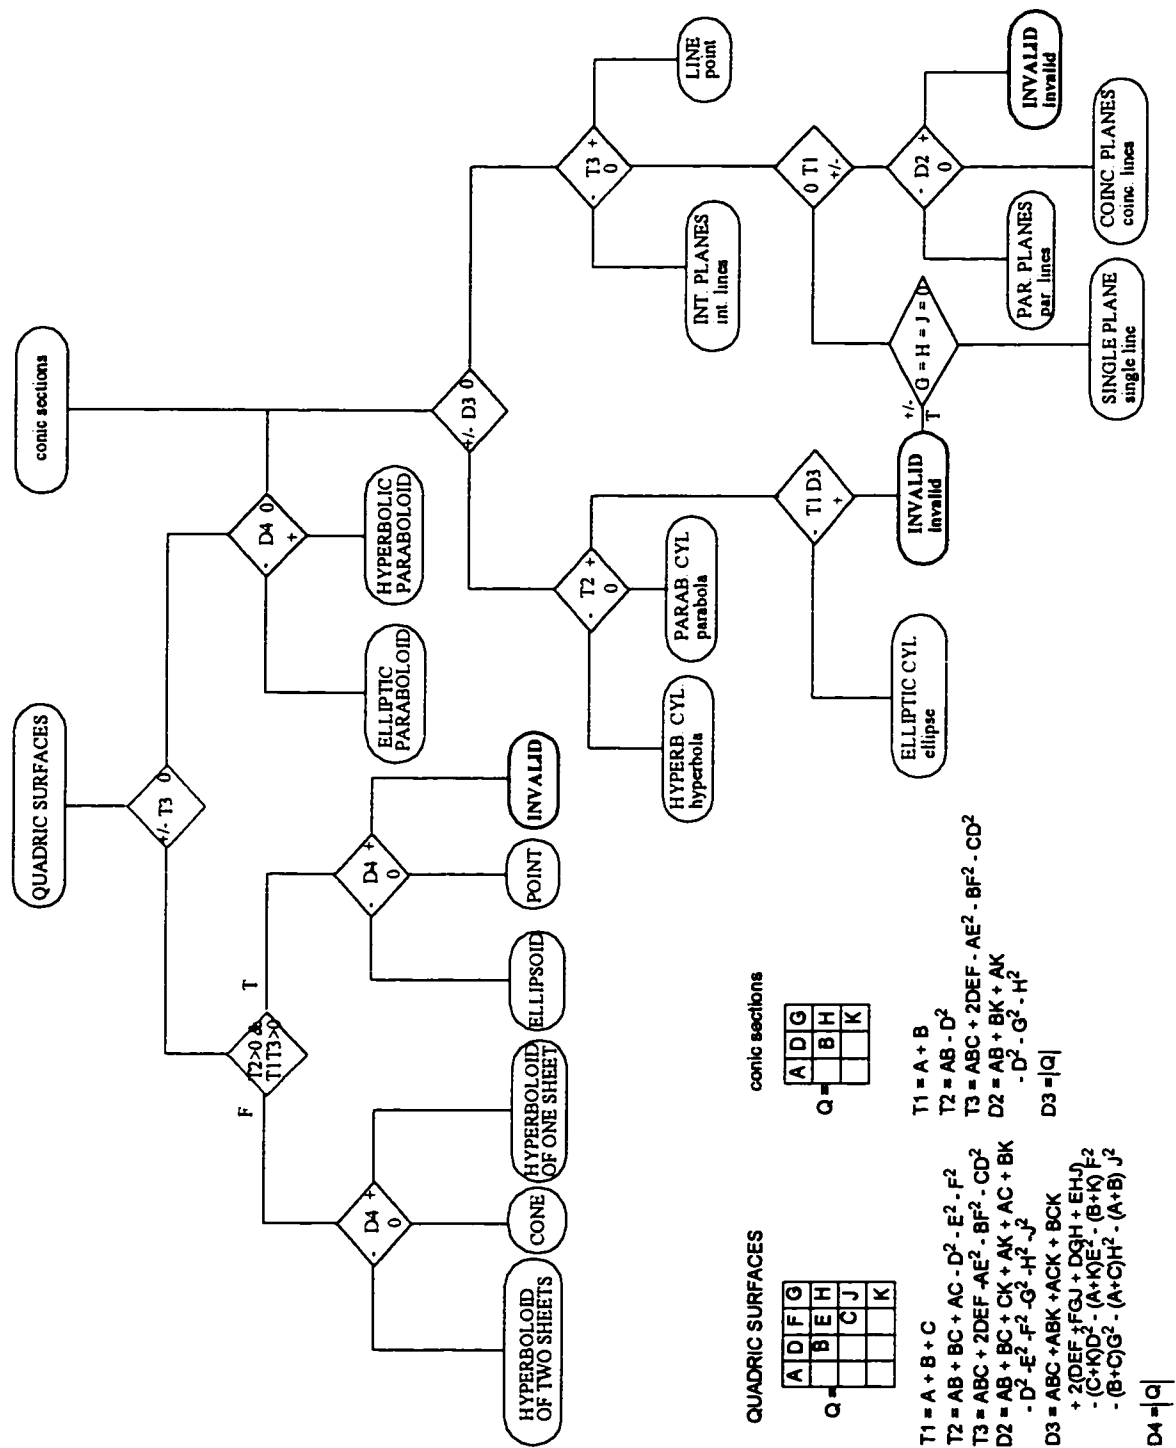 QUADRIC SURFACES
+/- T3 0
T2>0 &
T1T3>0
F
T
- D4 +
0
HYPERBOLOID
OF TWO SHEETS
CONE
HYPERBOLOID
OF ONE SHEET
- D4 +
0
ELLIPSOID
POINT
INVALID
- D4 0
+
ELLIPTIC
PARABOLOID
HYPERBOLIC
PARABOLOID
conic sections
+/- D3 0
- T2 +
0
HYPERB. CYL.
hyperbola
PARAB. CYL
parabola
- T1 D3
+
ELLIPTIC CYL
ellipse
INVALID
invalid
- T3 +
0
INT. PLANES
int. lines
LINE
point
0 T1
+/-
G = H = J = 0
+/-
T
SINGLE PLANE
single line
- D2 +
0
PAR. PLANES
par. lines
COINC. PLANES
coinc. lines
INVALID
invalid
QUADRIC SURFACES
Q =
A D F G
B E H
C J
K
T1 = A + B + C
T2 = AB + BC + AC - D² - E² - F²
T3 = ABC + 2DEF - AE² - BF² - CD²
D2 = AB + BC + CK + AK + AC + BK
- D² - E² - F² - G² - H² - J²
D3 = ABC + ABK + ACK + BCK
+ 2(DEF + FGJ + DGH + EHJ)
- (C+K)D² - (A+K)E² - (B+K) F²
- (B+C)G² - (A+C)H² - (A+B) J²
D4 = |Q|
conic sections
Q =
A D G
B H
K
T1 = A + B
T2 = AB - D²
T3 = ABC + 2DEF - AE² - BF² - CD²
D2 = AB + BK + AK
- D² - G² - H²
D3 = |Q|